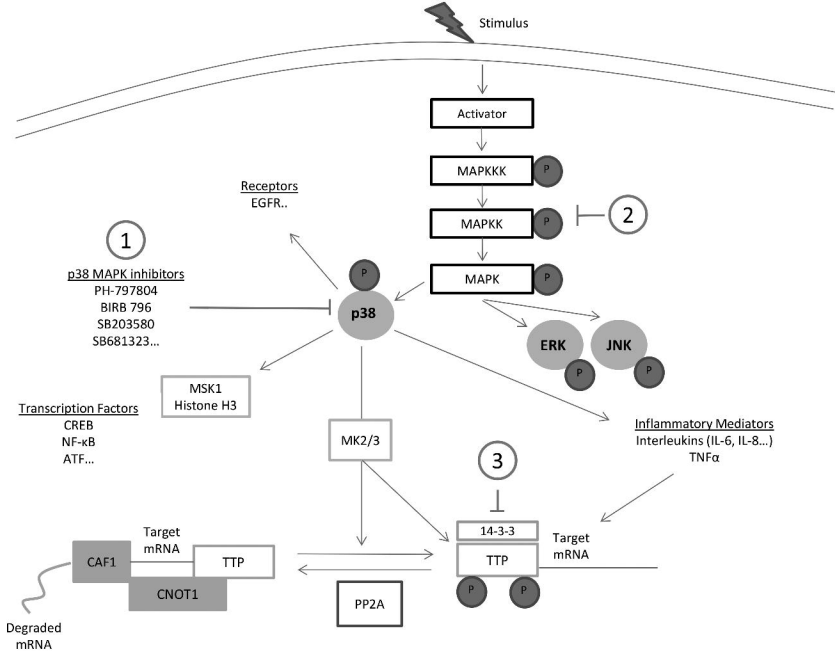 Stimulus
Activator
MAPKKK
P
Receptors
EGFR..
MAPKK
P
2
1
p38 MAPK inhibitors
PH-797804
BIRB 796
SB203580
SB681323...
P
MAPK
P
p38
ERK
JNK
P
P
MSK1
Histone H3
Transcription Factors
CREB
NF-κB
ATF...
MK2/3
Inflammatory Mediators
Interleukins (IL-6, IL-8...)
TNFα
3
14-3-3
Target
mRNA
CAF1
TTP
CNOT1
TTP
Target
mRNA
P
P
PP2A
Degraded
mRNA